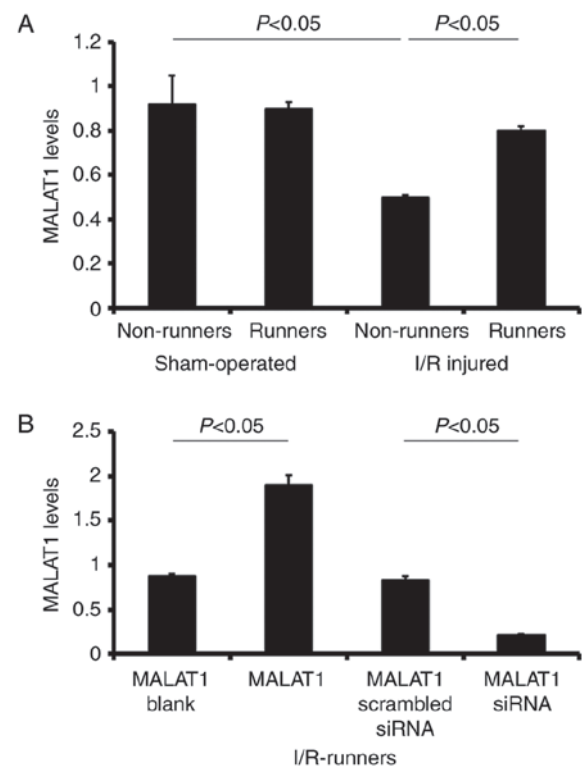 A
P<0.05 P<0.05
1.2
1
0.8
0.6
0.4
0.2
0
MALAT1 levels
Non-runners Runners Non-runners Runners
Sham-operated I/R injured
B
P<0.05 P<0.05
2.5
2
1.5
1
0.5
0
MALAT1 levels
MALAT1 MALAT1 MALAT1 MALAT1
blank scrambled siRNA
siRNA
I/R-runners